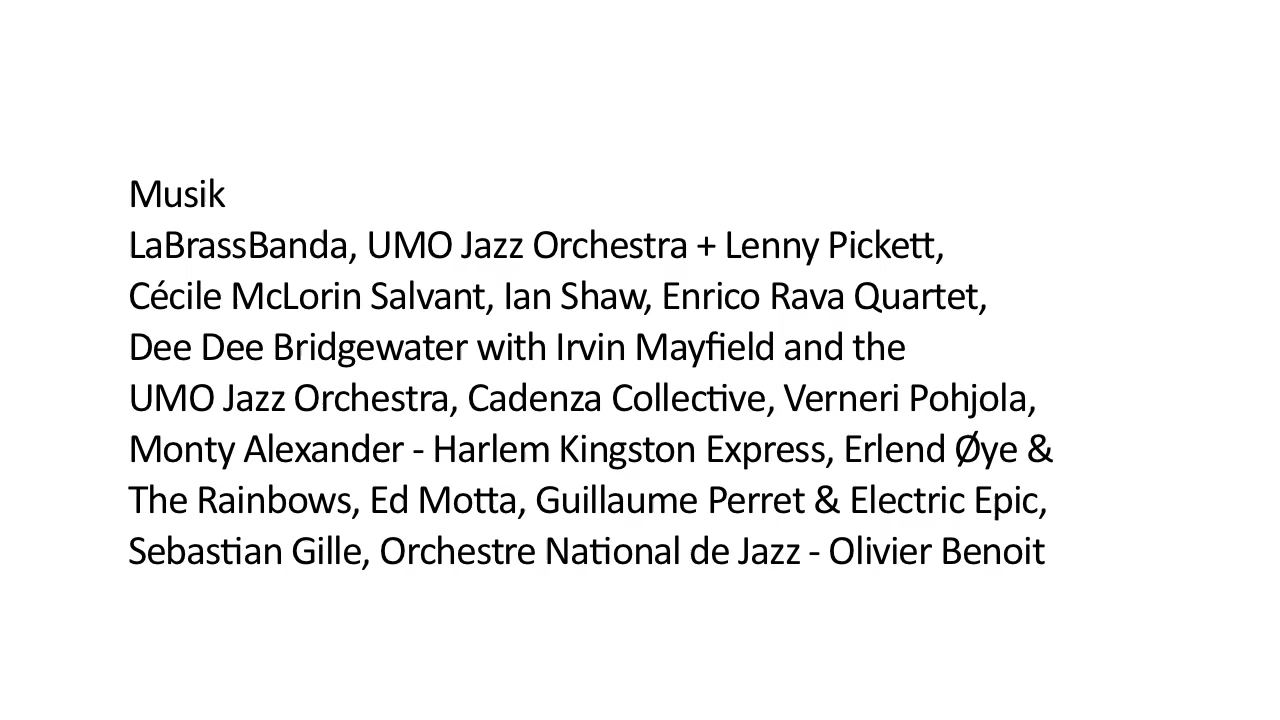 Musik
LaBrassBanda, UMO Jazz Orchestra + Lenny Pickett,
Cécile McLorin Salvant, Ian Shaw, Enrico Rava Quartet,
Dee Dee Bridgewater with Irvin Mayfield and the
UMO Jazz Orchestra, Cadenza Collective, Verneri Pohjola,
Monty Alexander - Harlem Kingston Express, Erlend Øye &
The Rainbows, Ed Motta, Guillaume Perret & Electric Epic,
Sebastian Gille, Orchestre National de Jazz - Olivier Benoit